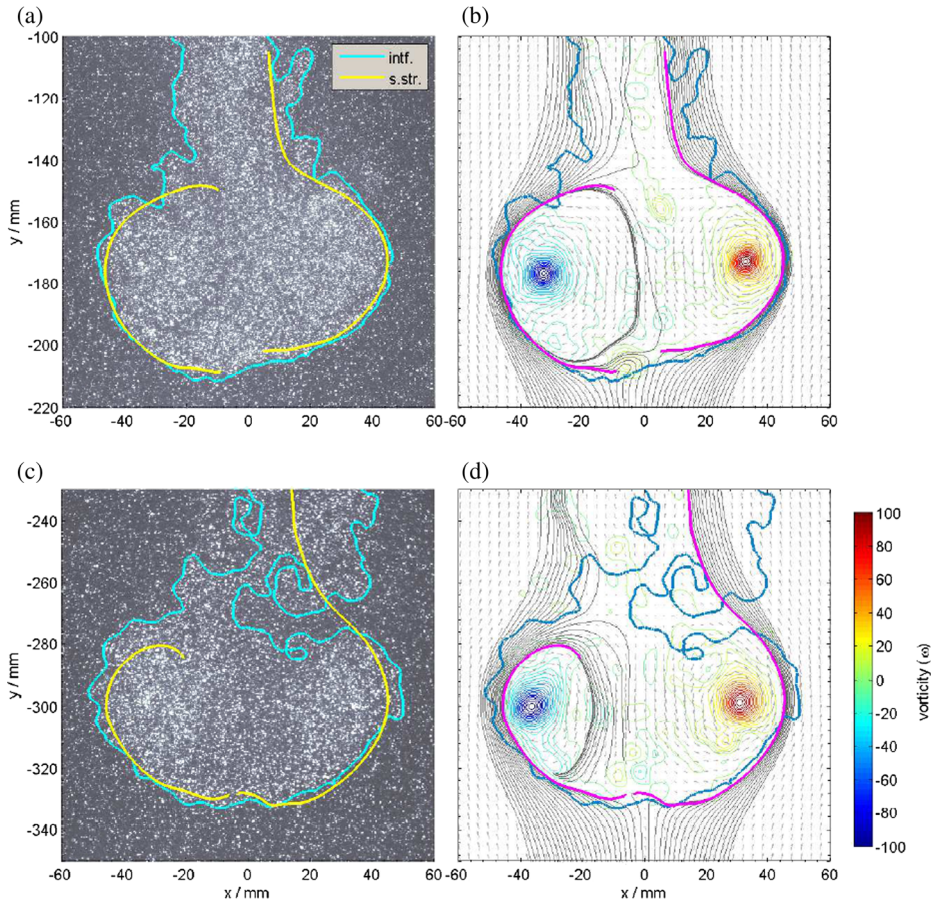 (a)
(b)
-100
-120
-140
-160
-180
-200
-220
y / mm
intf.
s.str.
-60 -40 -20 0 20 40 60
-60 -40 -20 0 20 40 60
(c)
(d)
-240
-260
-280
-300
-320
-340
y / mm
-60 -40 -20 0 20 40 60
x / mm
-60 -40 -20 0 20 40 60
x / mm
100
80
60
40
20
0
-20
-40
-60
-80
-100
vorticity (ω)